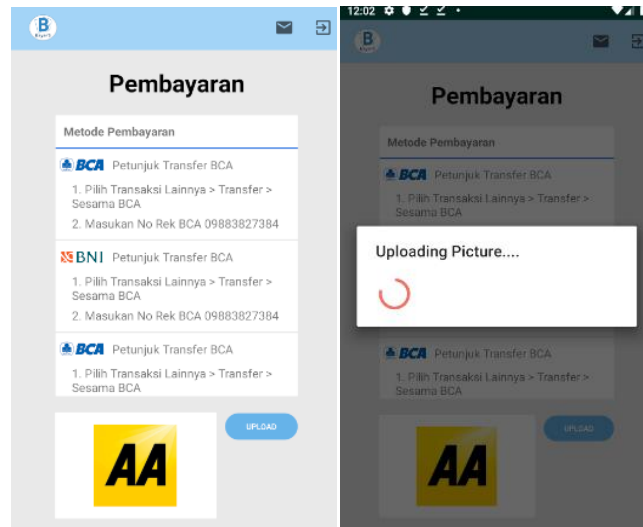 B
Pembayaran
Metode Pembayaran
BCA Petunjuk Transfer BCA
1. Pilih Transaksi Lainnya > Transfer >
Sesama BCA
2. Masukan No Rek BCA 09883827384
BNI Petunjuk Transfer BCA
1. Pilih Transaksi Lainnya > Transfer >
Sesama BCA
2. Masukan No Rek BCA 09883827384
BCA Petunjuk Transfer BCA
1. Pilih Transaksi Lainnya > Transfer >
Sesama BCA
UPLOAD
AA
12:02
B
Pembayaran
Metode Pembayaran
BCA Petunjuk Transfer BCA
1. Pilih Transaksi Lainnya > Transfer >
Sesama BCA
Uploading Picture....
BCA Petunjuk Transfer BCA
1. Pilih Transaksi Lainnya > Transfer >
Sesama BCA
UPLOAD
AA